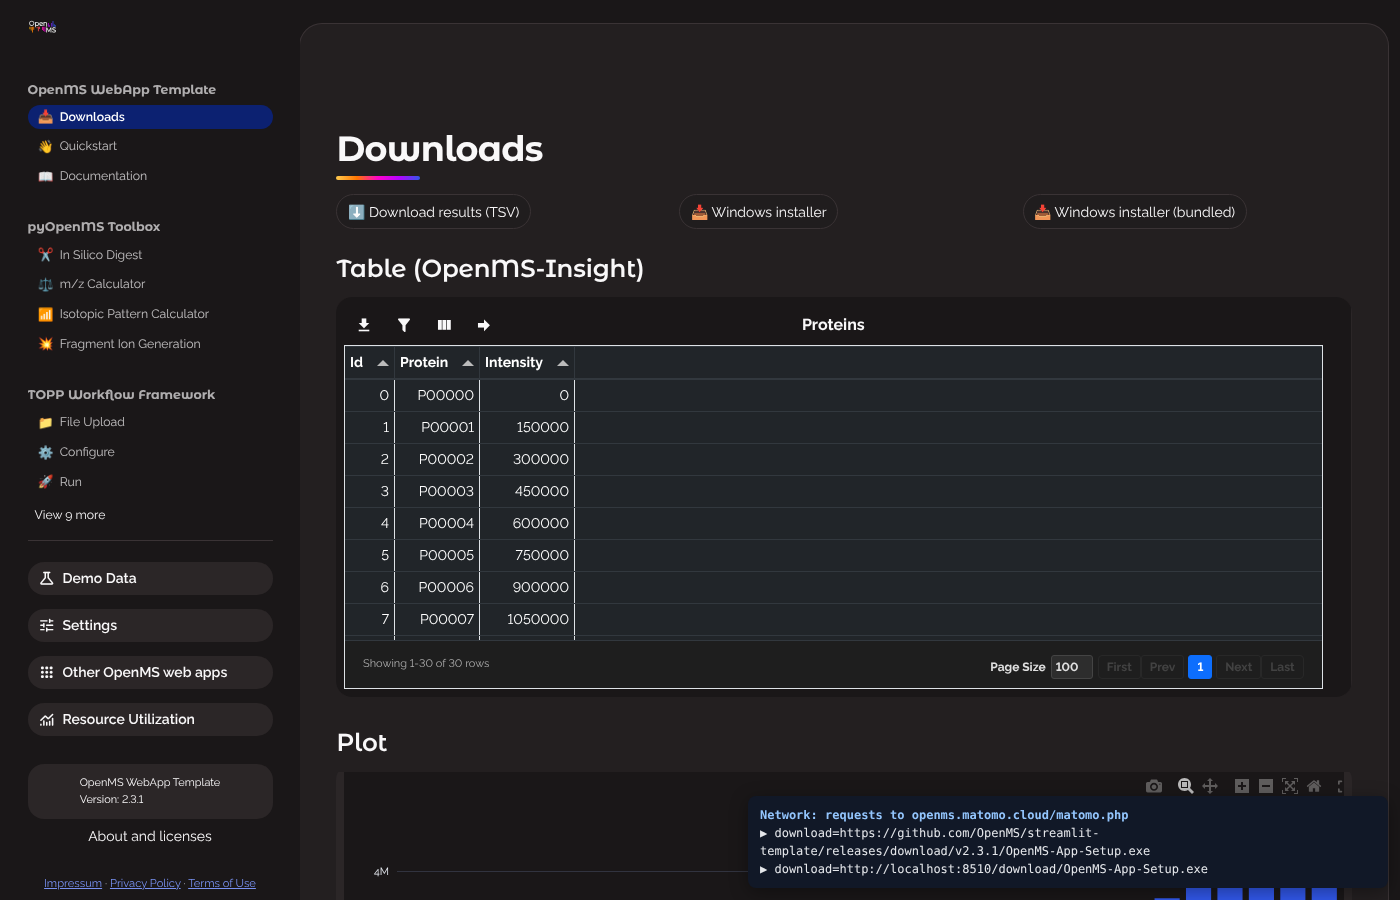 Open
MS
OpenMS WebApp Template
Downloads
Quickstart
Documentation
pyOpenMS Toolbox
In Silico Digest
m/z Calculator
Isotopic Pattern Calculator
Fragment Ion Generation
TOPP Workflow Framework
File Upload
Configure
Run
View 9 more
Demo Data
Settings
Other OpenMS web apps
Resource Utilization
OpenMS WebApp Template
Version: 2.3.1
About and licenses
Impressum · Privacy Policy · Terms of Use
Downloads
Download results (TSV) Windows installer Windows installer (bundled)
Table (OpenMS-Insight)
Proteins
Id Protein Intensity
0 P00000 0
1 P00001 150000
2 P00002 300000
3 P00003 450000
4 P00004 600000
5 P00005 750000
6 P00006 900000
7 P00007 1050000
Showing 1-30 of 30 rows Page Size 100 First Prev 1 Next Last
Plot
4M
Network: requests to openms.matomo.cloud/matomo.php
▶ download=https://github.com/OpenMS/streamlit-
template/releases/download/v2.3.1/OpenMS-App-Setup.exe
▶ download=http://localhost:8510/download/OpenMS-App-Setup.exe